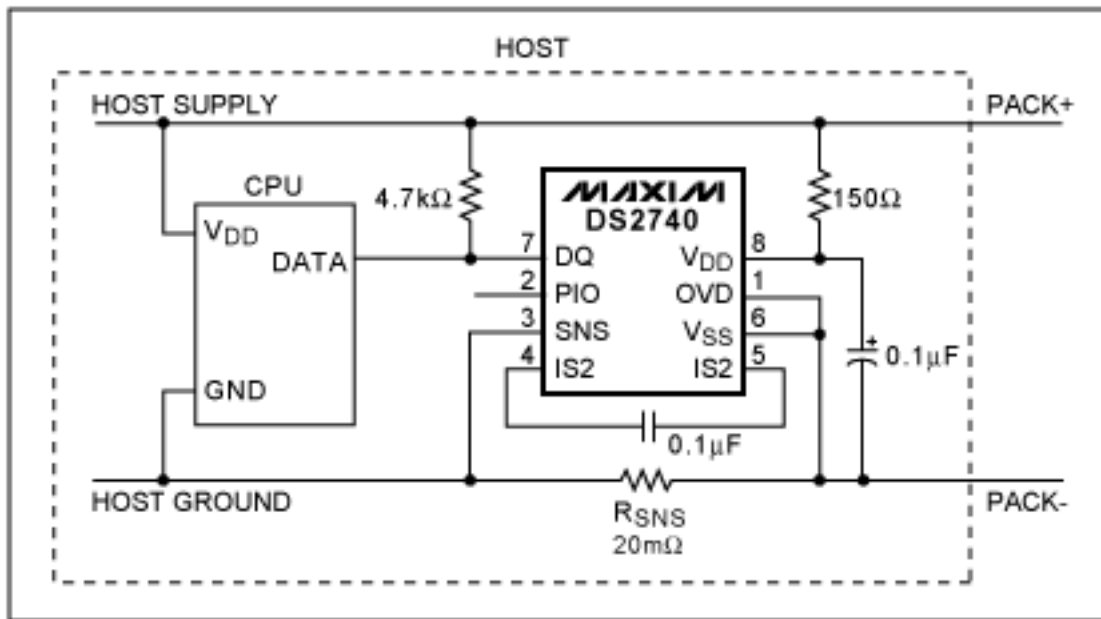 HOST
HOST SUPPLY
PACK+
CPU
4.7kΩ
MAXIM
DS2740
150Ω
VDD
DATA
7
DQ
VDD
8
2
PIO
OVD
1
3
SNS
VSS
6
4
IS2
IS2
5
0.1µF
+
GND
0.1µF
HOST GROUND
RSNS
20mΩ
PACK-